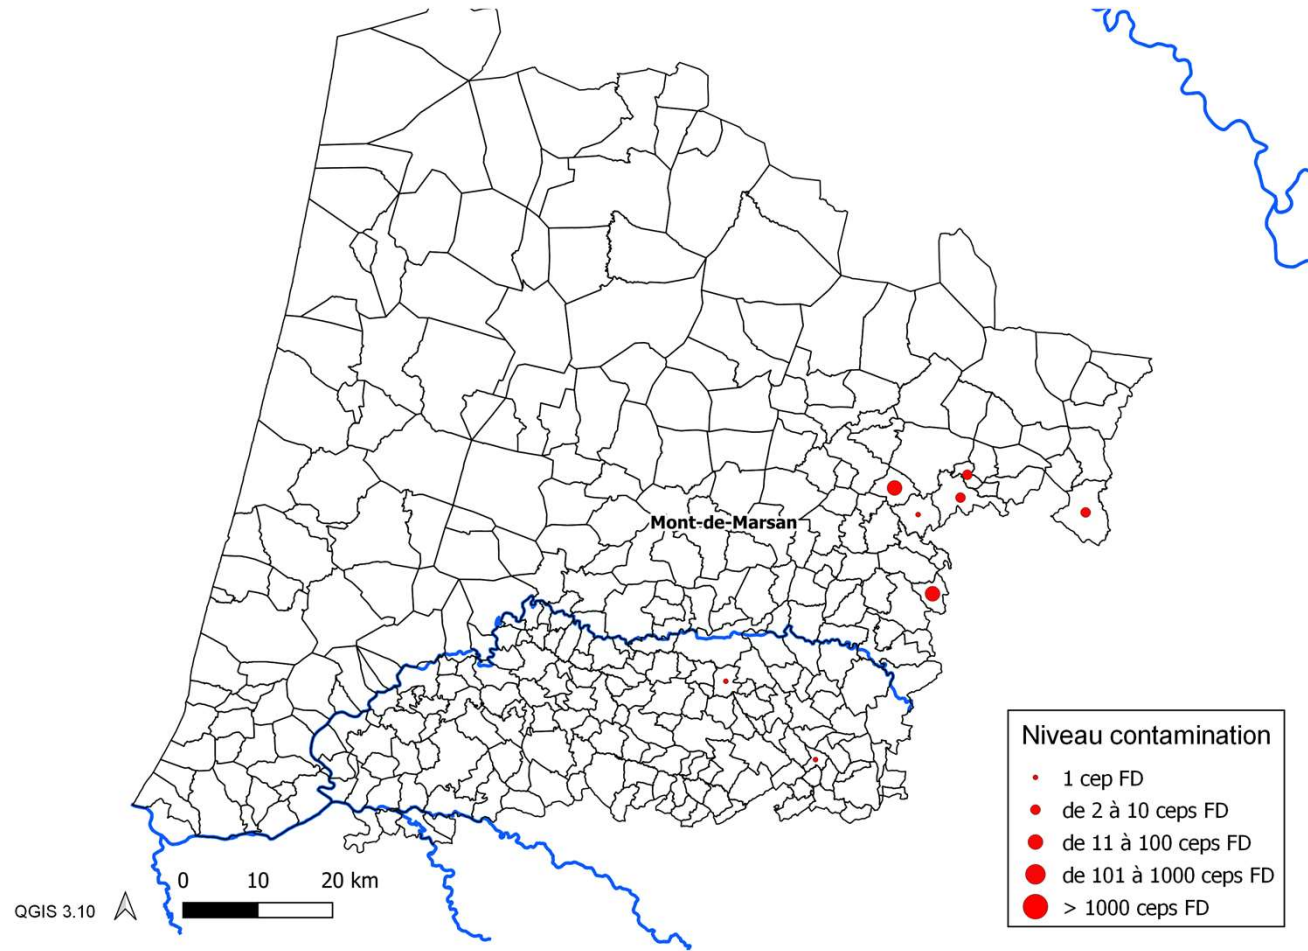 Mont-de-Marsan
Niveau contamination
1 cep FD
de 2 à 10 ceps FD
de 11 à 100 ceps FD
de 101 à 1000 ceps FD
> 1000 ceps FD
0 10 20 km
QGIS 3.10